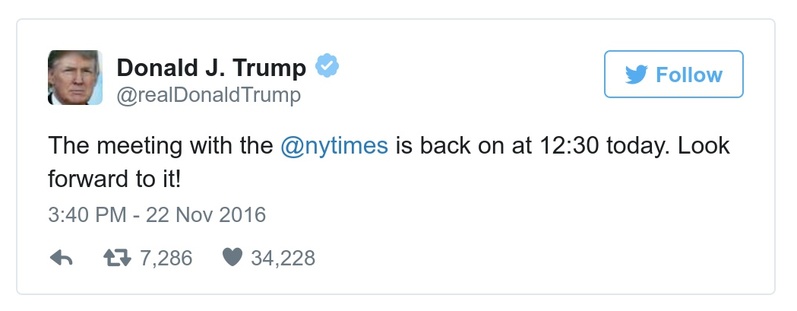 Donald J. Trump
@realDonaldTrump
Follow
The meeting with the @nytimes is back on at 12:30 today. Look
forward to it!
3:40 PM - 22 Nov 2016
7,286 34,228